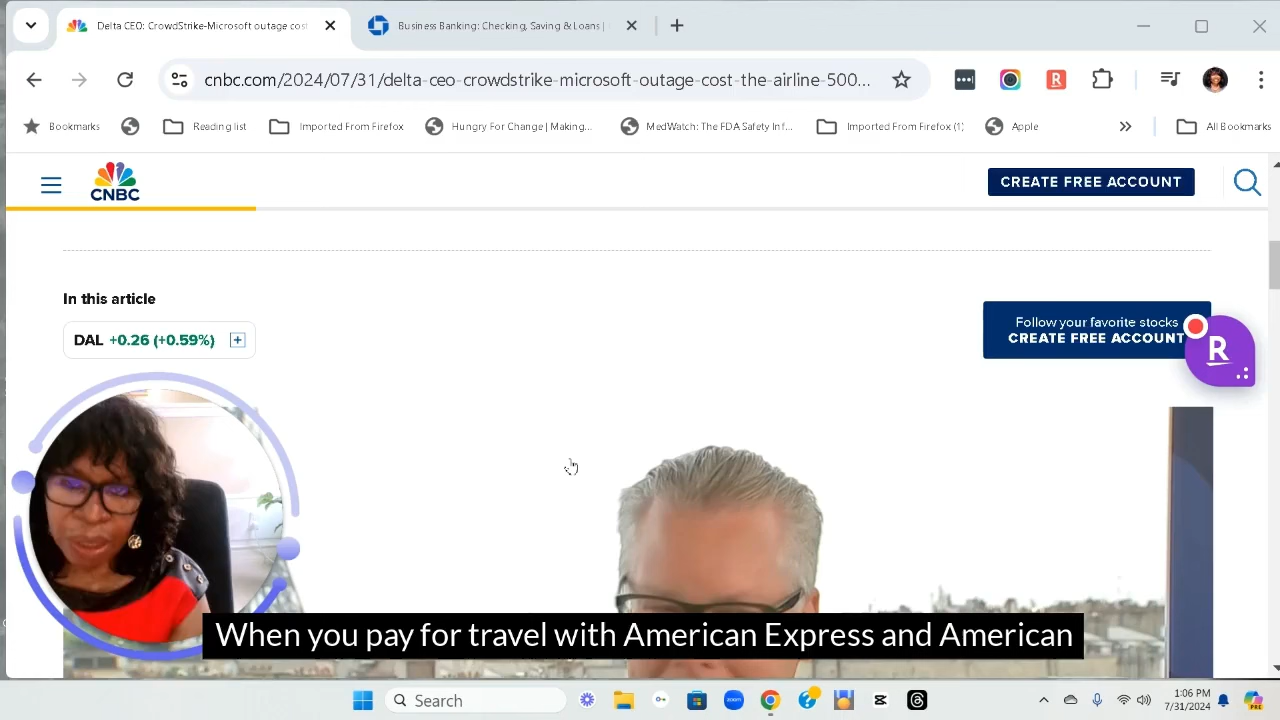 Delta CEO: CrowdStrike-Microsoft outage cos
Business Banking: Checking, Saving & Loans |
cnbc.com/2024/07/31/delta-ceo-crowdstrike-microsoft-outage-cost-the-airline-500...
R
Bookmarks
Reading list
Imported From Firefox
Hungry For Change | Making...
MedWatch: The FDA Safety Inf...
Imported From Firefox (1)
Apple
All Bookmarks
CNBC
CREATE FREE ACCOUNT
In this article
DAL +0.26 (+0.59%)
Follow your favorite stocks
CREATE FREE ACCOUNT
R
When you pay for travel with American Express and American
Search
zoom
1:06 PM
7/31/2024
PRE